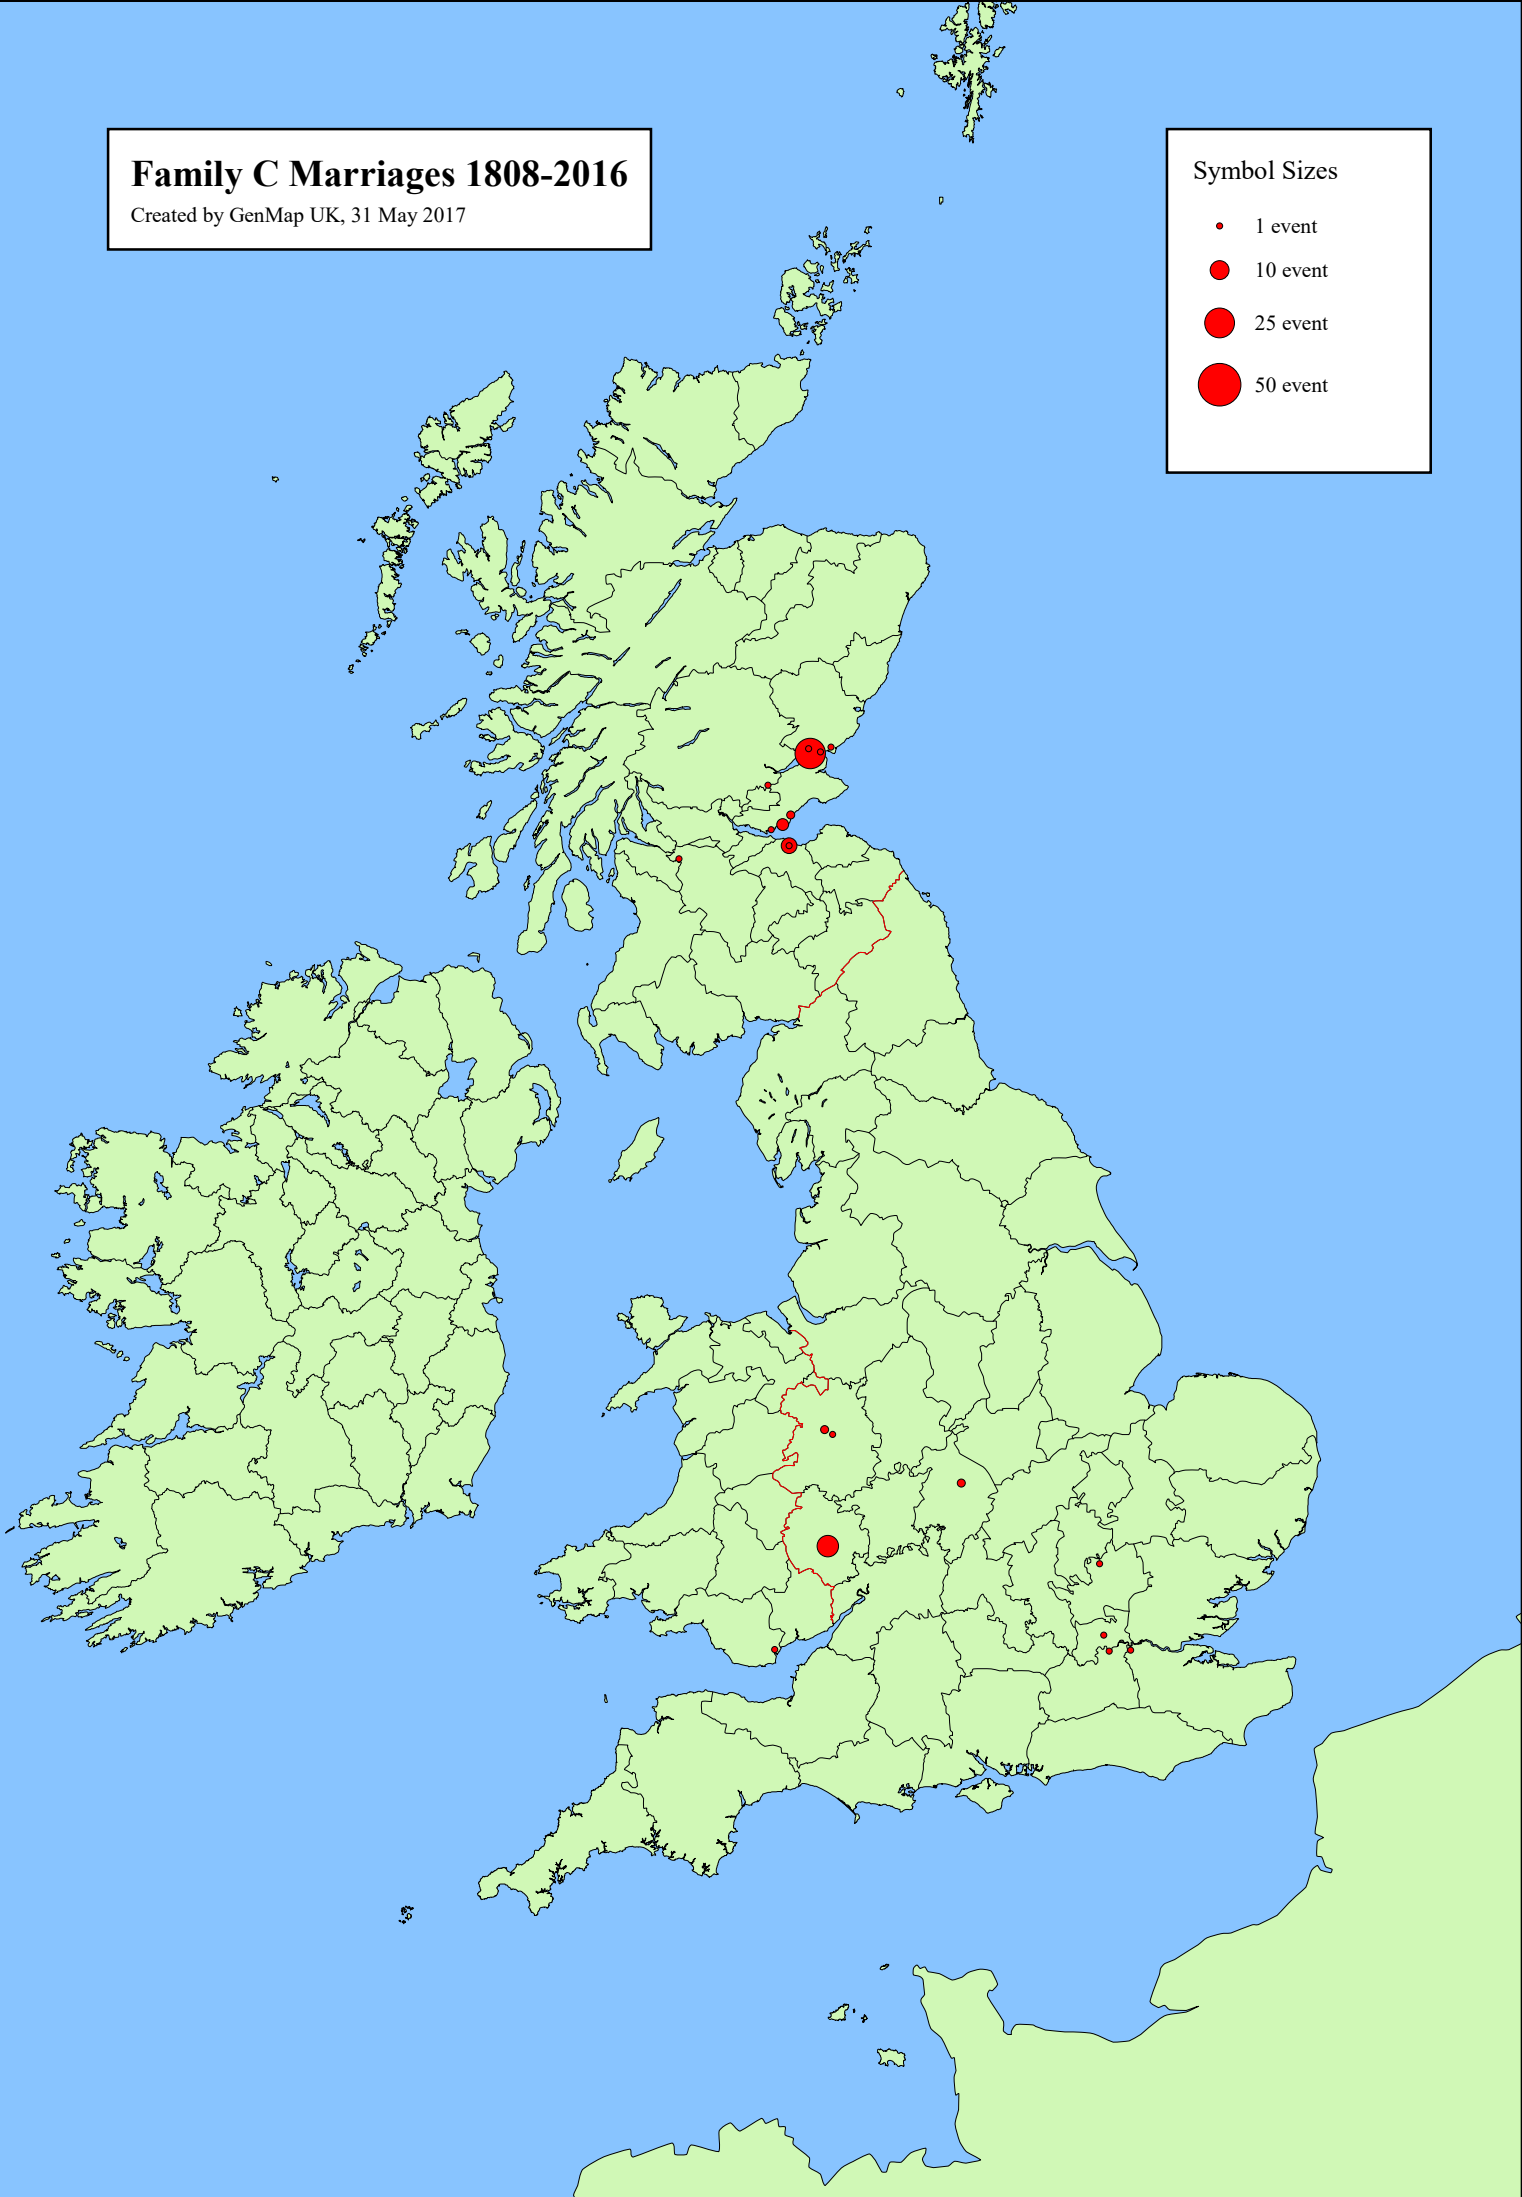 Family C Marriages 1808-2016
Created by GenMap UK, 31 May 2017
Symbol Sizes
1 event
10 event
25 event
50 event